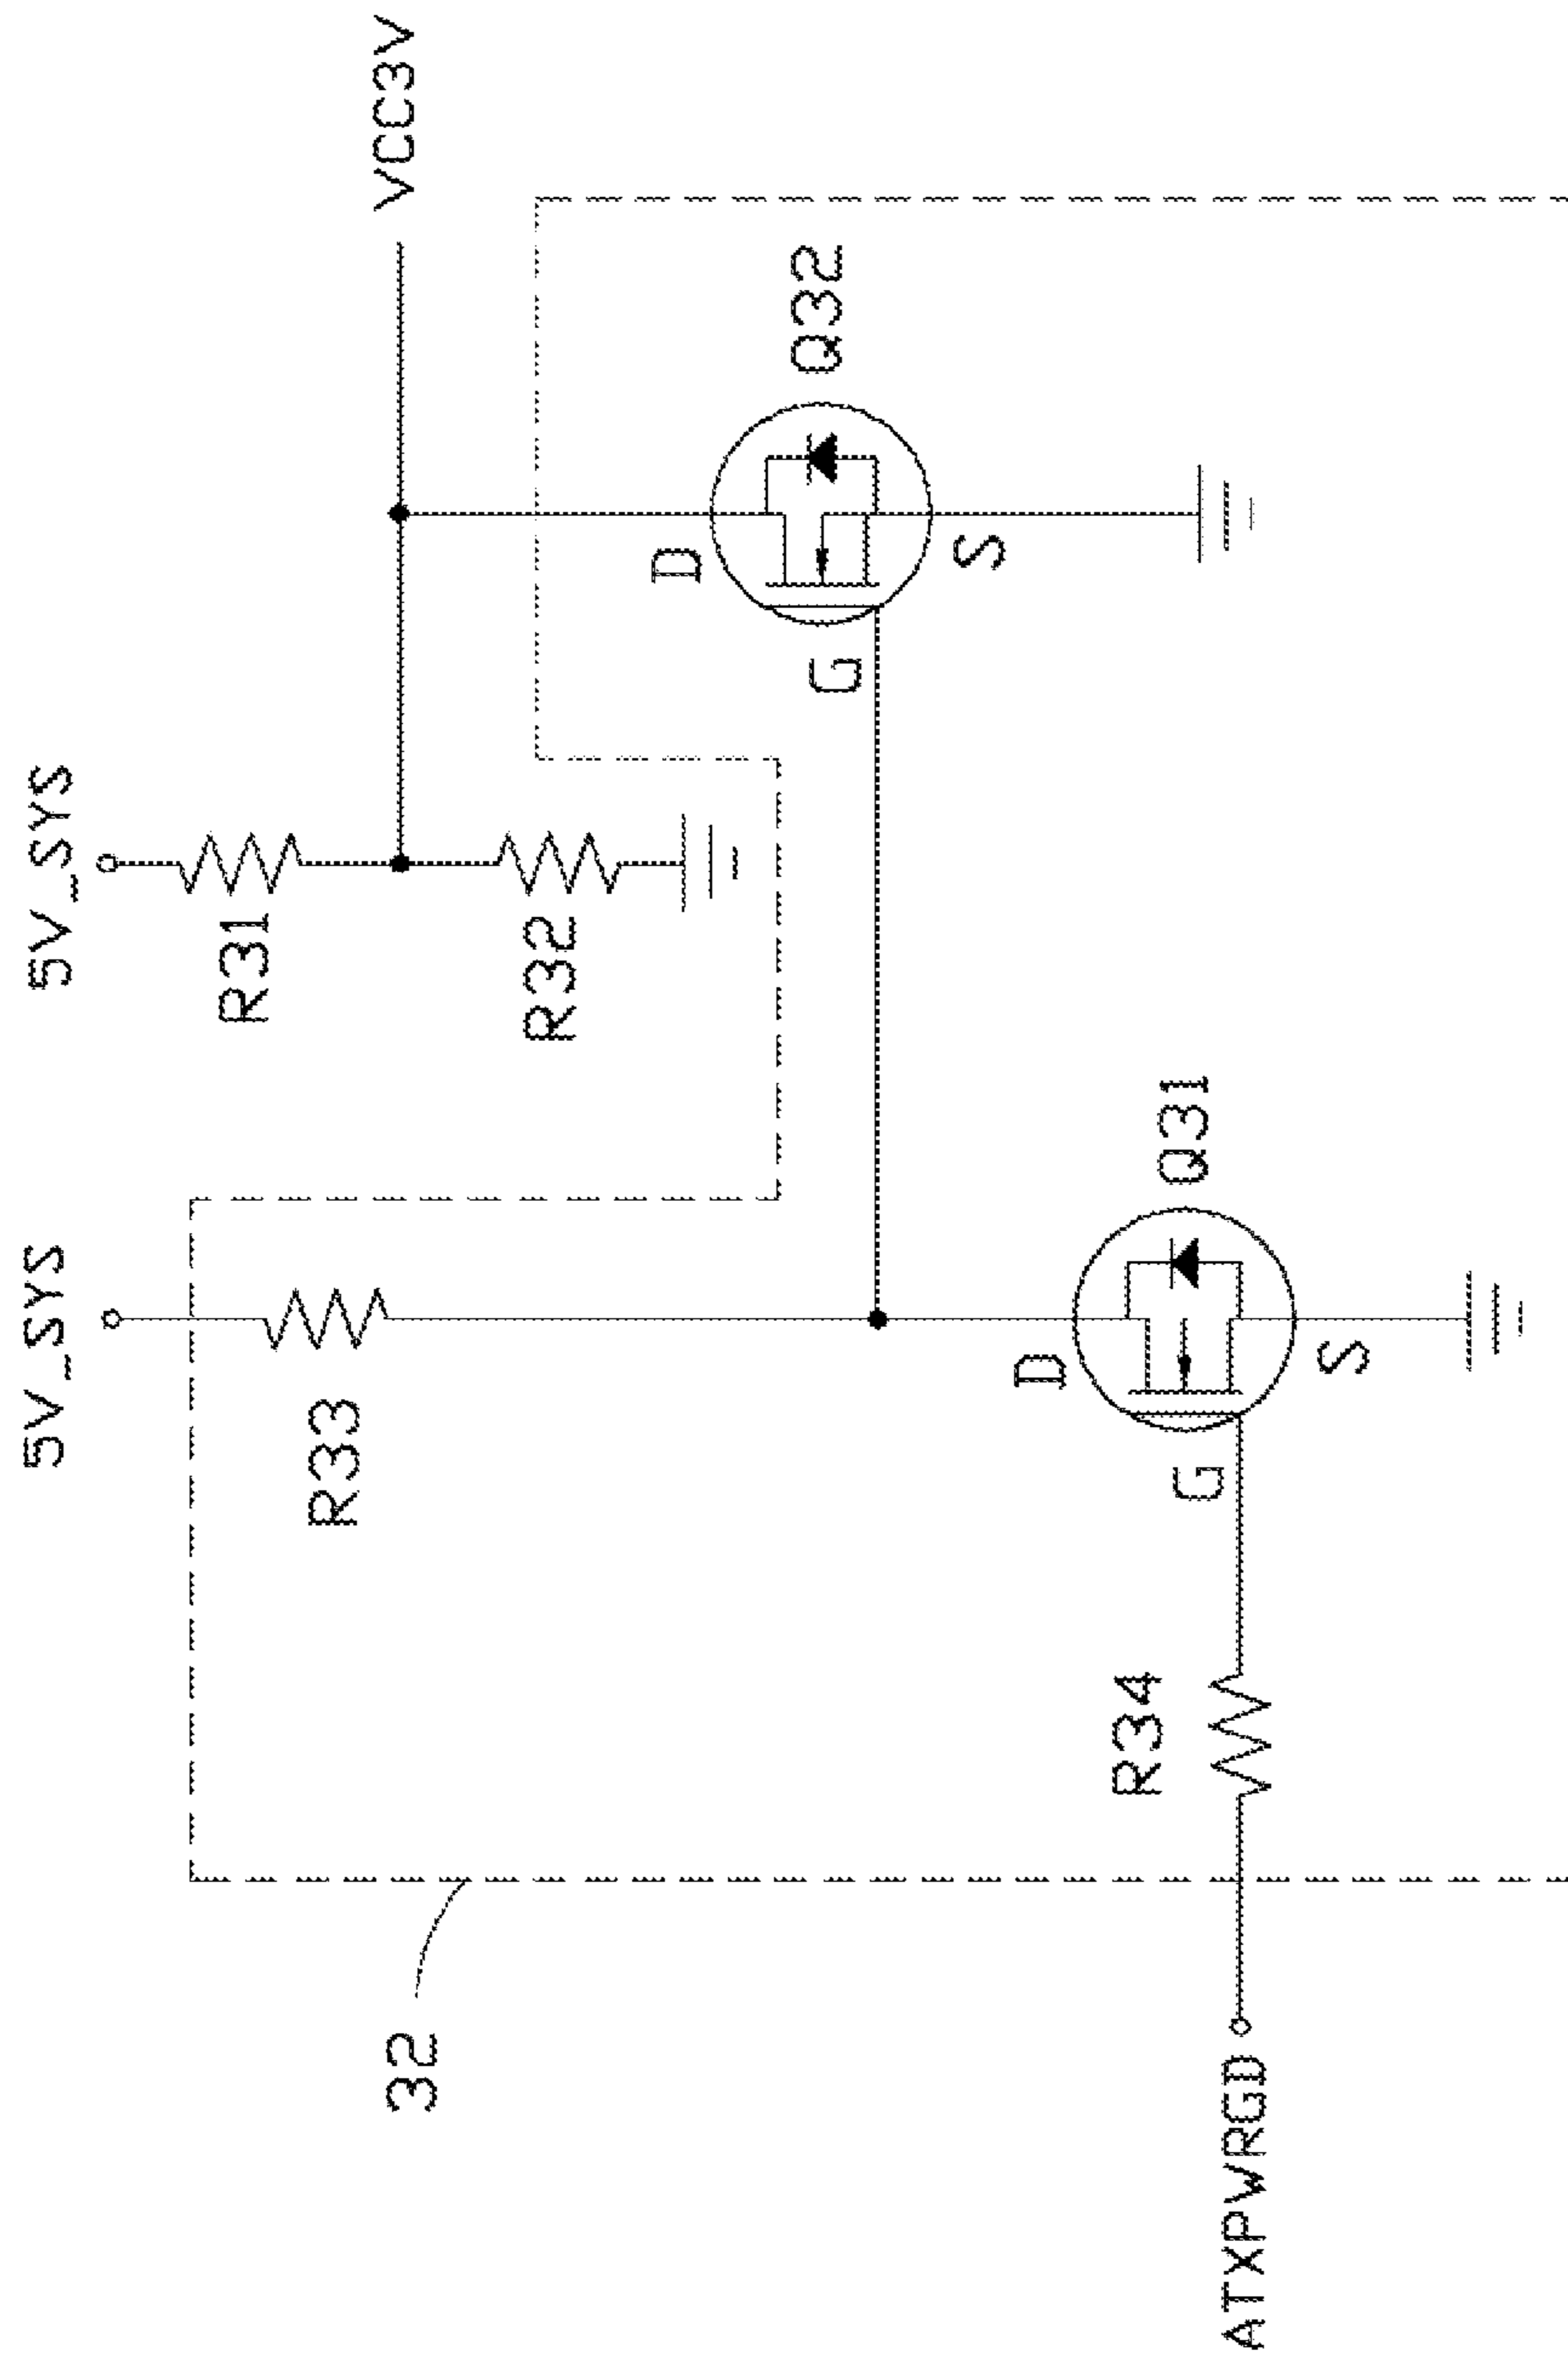 5V_SYS
5V_SYS
R31
VCC3V
R33
R32
32
D
Q32
G
S
D
Q31
R34
G
S
ATXPWRGD